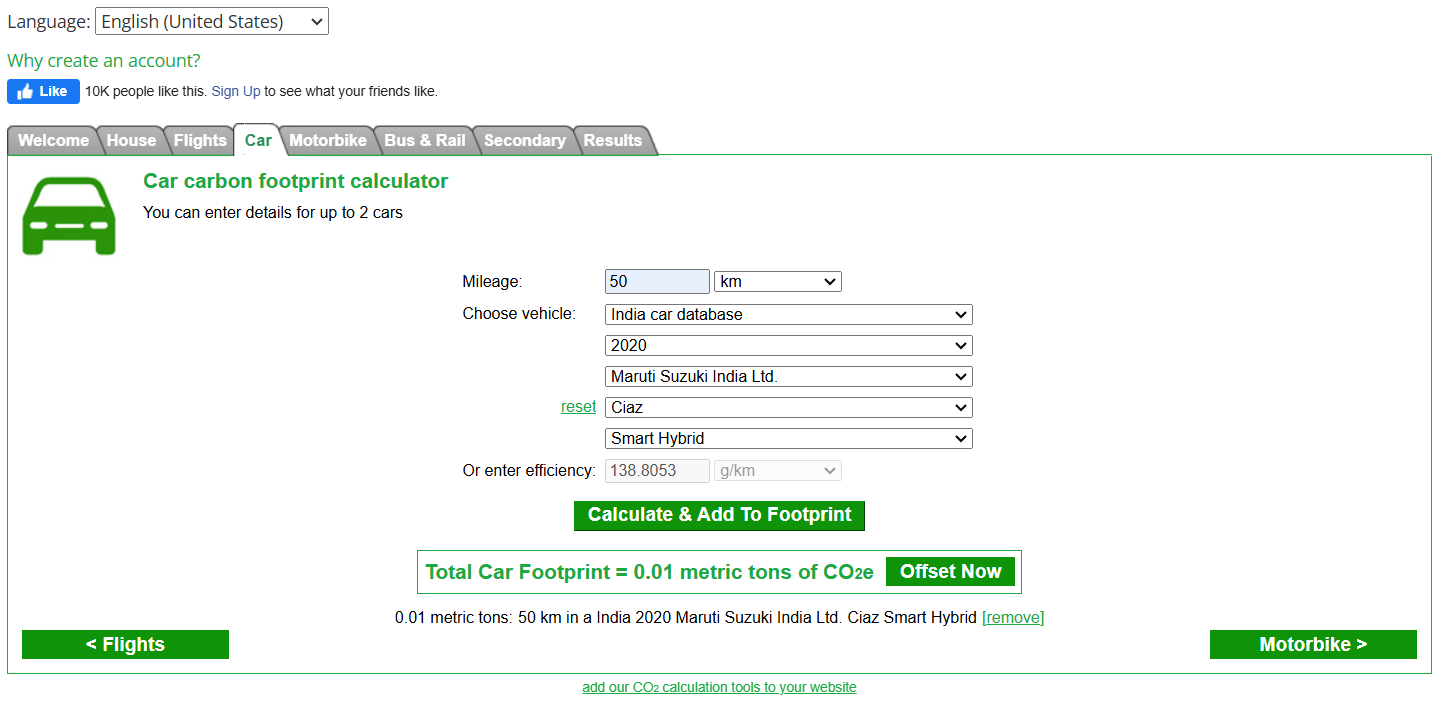 Language: English (United States)
Why create an account?
Like 10K people like this. Sign Up to see what your friends like.
Welcome House Flights Car Motorbike Bus & Rail Secondary Results
Car carbon footprint calculator
You can enter details for up to 2 cars
Mileage: 50 km
Choose vehicle: India car database
2020
Maruti Suzuki India Ltd.
reset Ciaz
Smart Hybrid
Or enter efficiency: 138.8053 g/km
Calculate & Add To Footprint
Total Car Footprint = 0.01 metric tons of CO2e Offset Now
0.01 metric tons: 50 km in a India 2020 Maruti Suzuki India Ltd. Ciaz Smart Hybrid [remove]
< Flights Motorbike >
add our CO2 calculation tools to your website